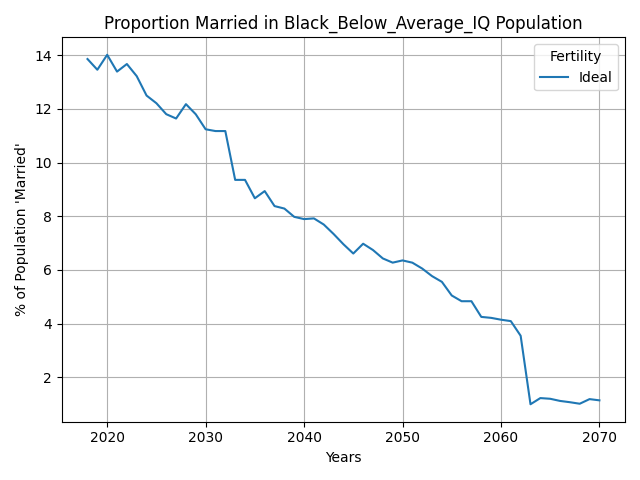 Proportion Married in Black_Below_Average_IQ Population
% of Population 'Married'
14
12
10
8
6
4
2
Fertility
Ideal
2020 2030 2040 2050 2060 2070
Years